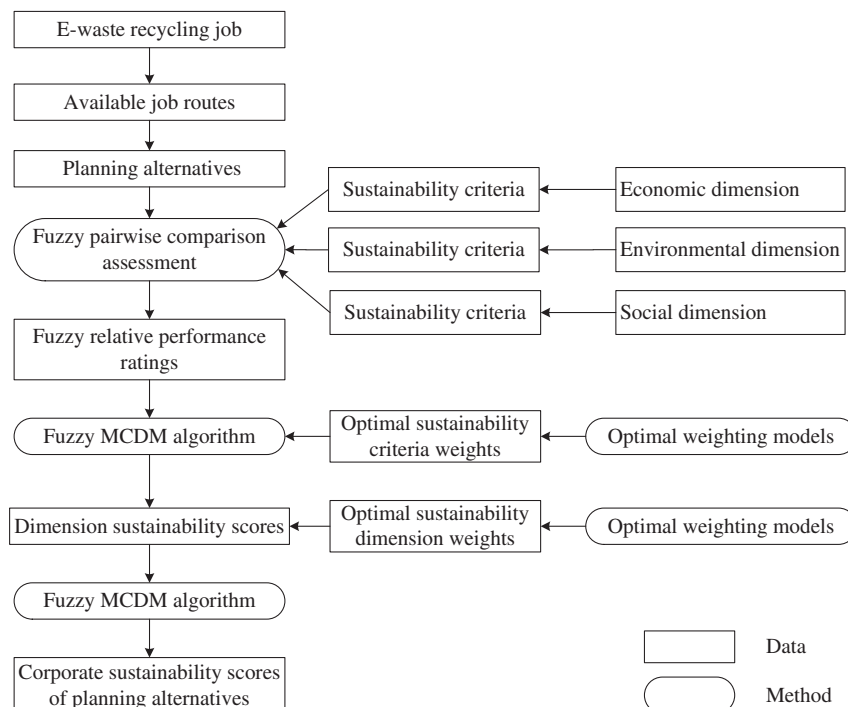 E-waste recycling job
Available job routes
Planning alternatives
Sustainability criteria
Economic dimension
Fuzzy pairwise comparison
assessment
Sustainability criteria
Environmental dimension
Sustainability criteria
Social dimension
Fuzzy relative performance
ratings
Fuzzy MCDM algorithm
Optimal sustainability
criteria weights
Optimal weighting models
Dimension sustainability scores
Optimal sustainability
dimension weights
Optimal weighting models
Fuzzy MCDM algorithm
Corporate sustainability scores
of planning alternatives
Data
Method